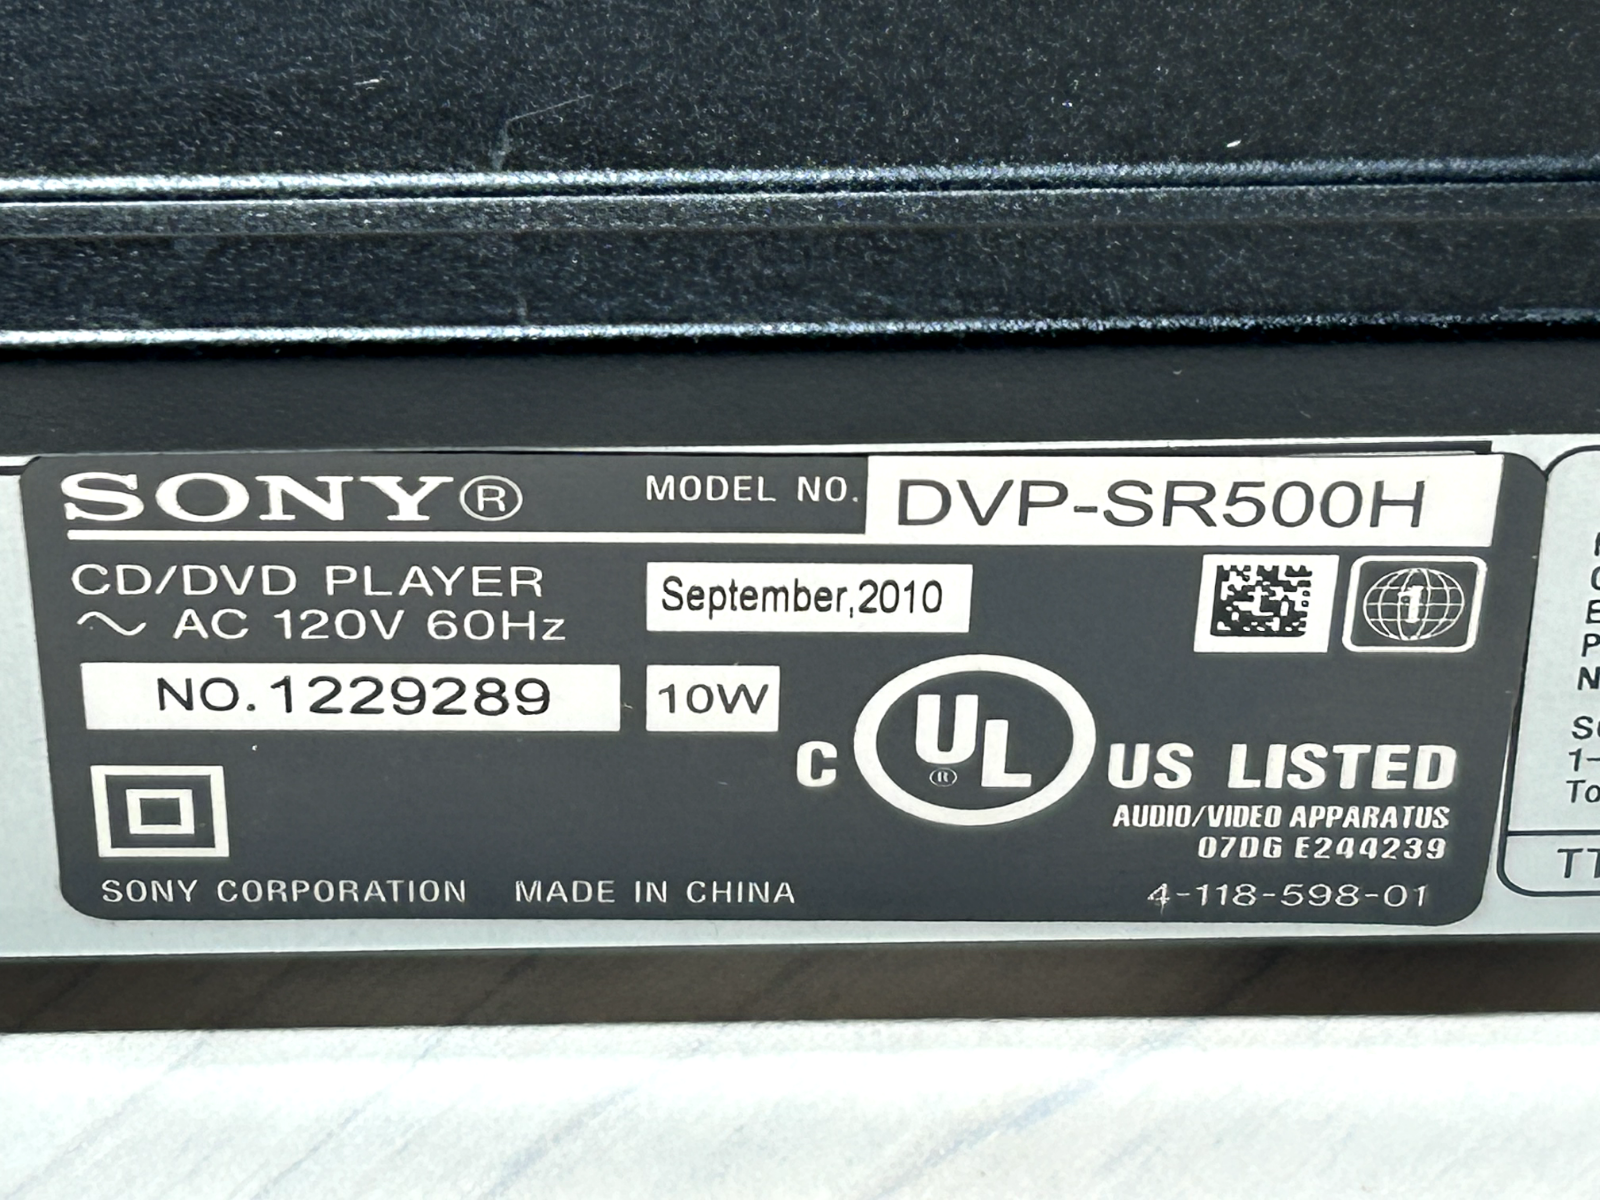 SONY®
MODEL NO. DVP-SR500H
CD/DVD PLAYER
~ AC 120V 60Hz
September,2010
1
NO.1229289
10W
C UL® US LISTED
AUDIO/VIDEO APPARATUS
07DG E244239
SONY CORPORATION MADE IN CHINA
4-118-598-01